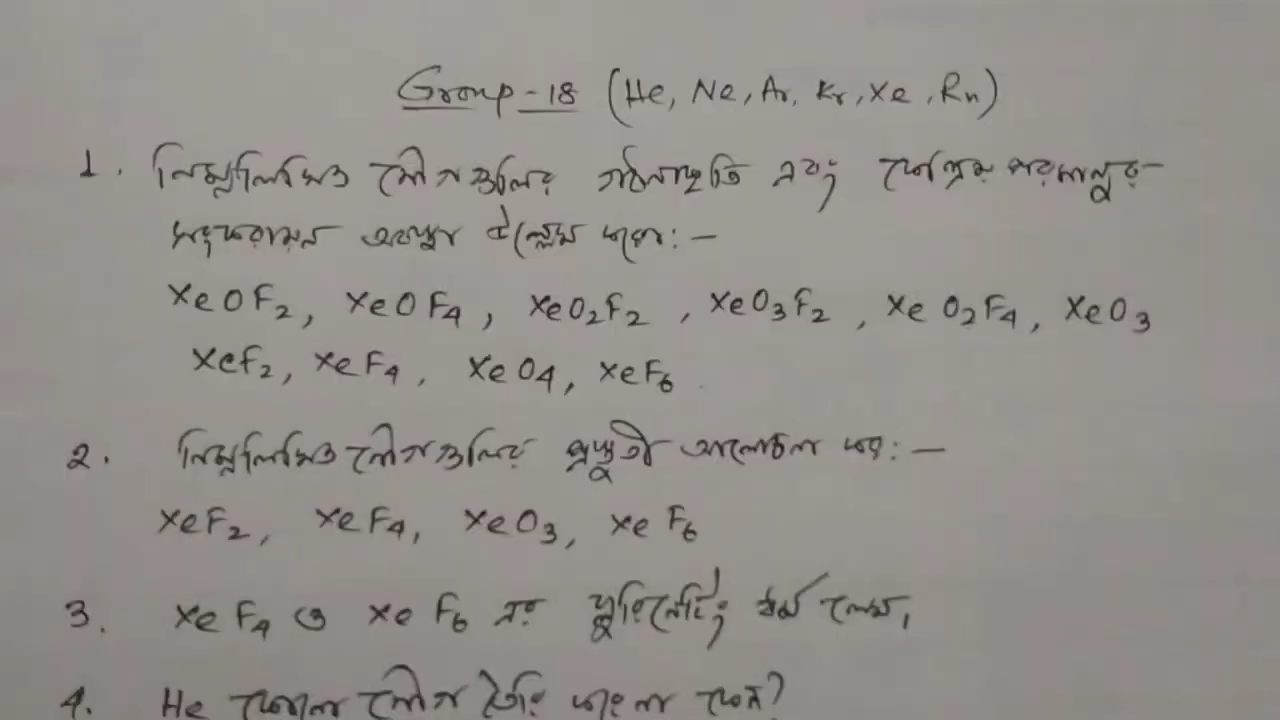 Group-18 (He, Ne, Ar, Kr, Xe, Rn)
1. নিম্নলিখিত যৌগগুলির গঠনাকৃতি এবং কেন্দ্রিয় পরমানুর
সংকরায়ন অবস্থা উল্লেখ করো:-
XeOF2, XeOF4, XeO2F2, XeO3F2, XeO2F4, XeO3
XeF2, XeF4, XeO4, XeF6
2. নিম্নলিখিত যৌগগুলির প্রস্তুতী আলোচনা কর:-
XeF2, XeF4, XeO3, XeF6
3. XeF4 ও XeF6 এর ফ্লুরিনেটিং ধর্ম লেখ।
4. He কোনো যৌগ তৈরি করেনা কেন?